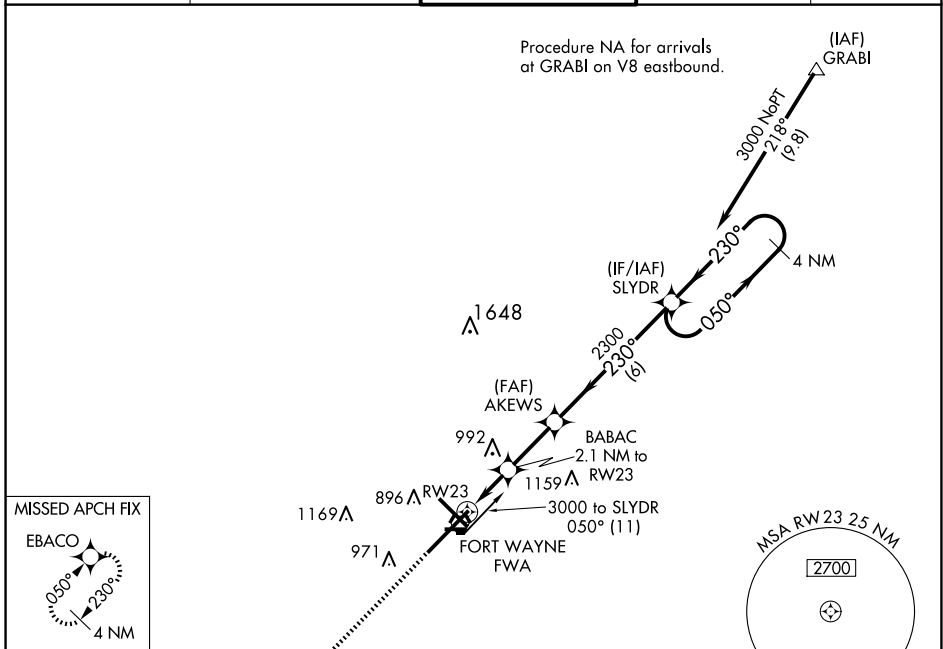 Procedure NA for arrivals
at GRABI on V8 eastbound.
(IAF)
GRABI
3000 NoPT
218°
(9.8)
230°
4 NM
050°
(IF/IAF)
SLYDR
1648
2300
230°
(6)
(FAF)
AKEWS
992
BABAC
2.1 NM to
RW23
1159
896
RW23
1169
3000 to SLYDR
050° (11)
971
FORT WAYNE
FWA
MISSED APCH FIX
EBACO
050°
230°
4 NM
MSA RW23 25 NM
2700